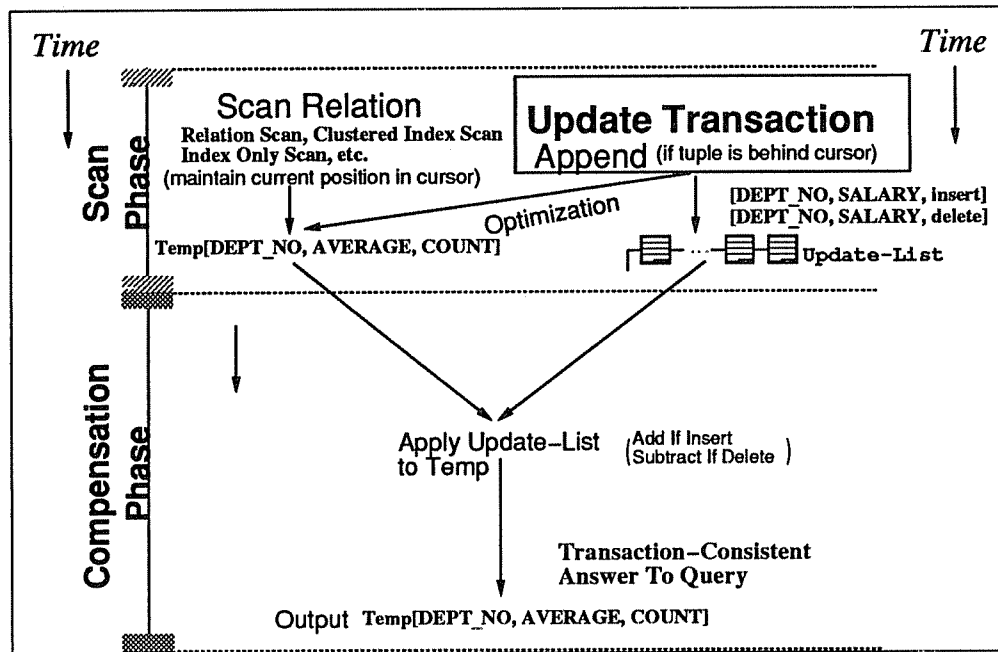 Time
Time
Scan Phase
Scan Relation
Relation Scan, Clustered Index Scan
Index Only Scan, etc.
(maintain current position in cursor)
Update Transaction
Append (if tuple is behind cursor)
Optimization
[DEPT_NO, SALARY, insert]
[DEPT_NO, SALARY, delete]
Temp[DEPT_NO, AVERAGE, COUNT]
... Update-List
Compensation Phase
Apply Update-List
to Temp
(Add If Insert
Subtract If Delete)
Transaction-Consistent
Answer To Query
Output Temp[DEPT_NO, AVERAGE, COUNT]